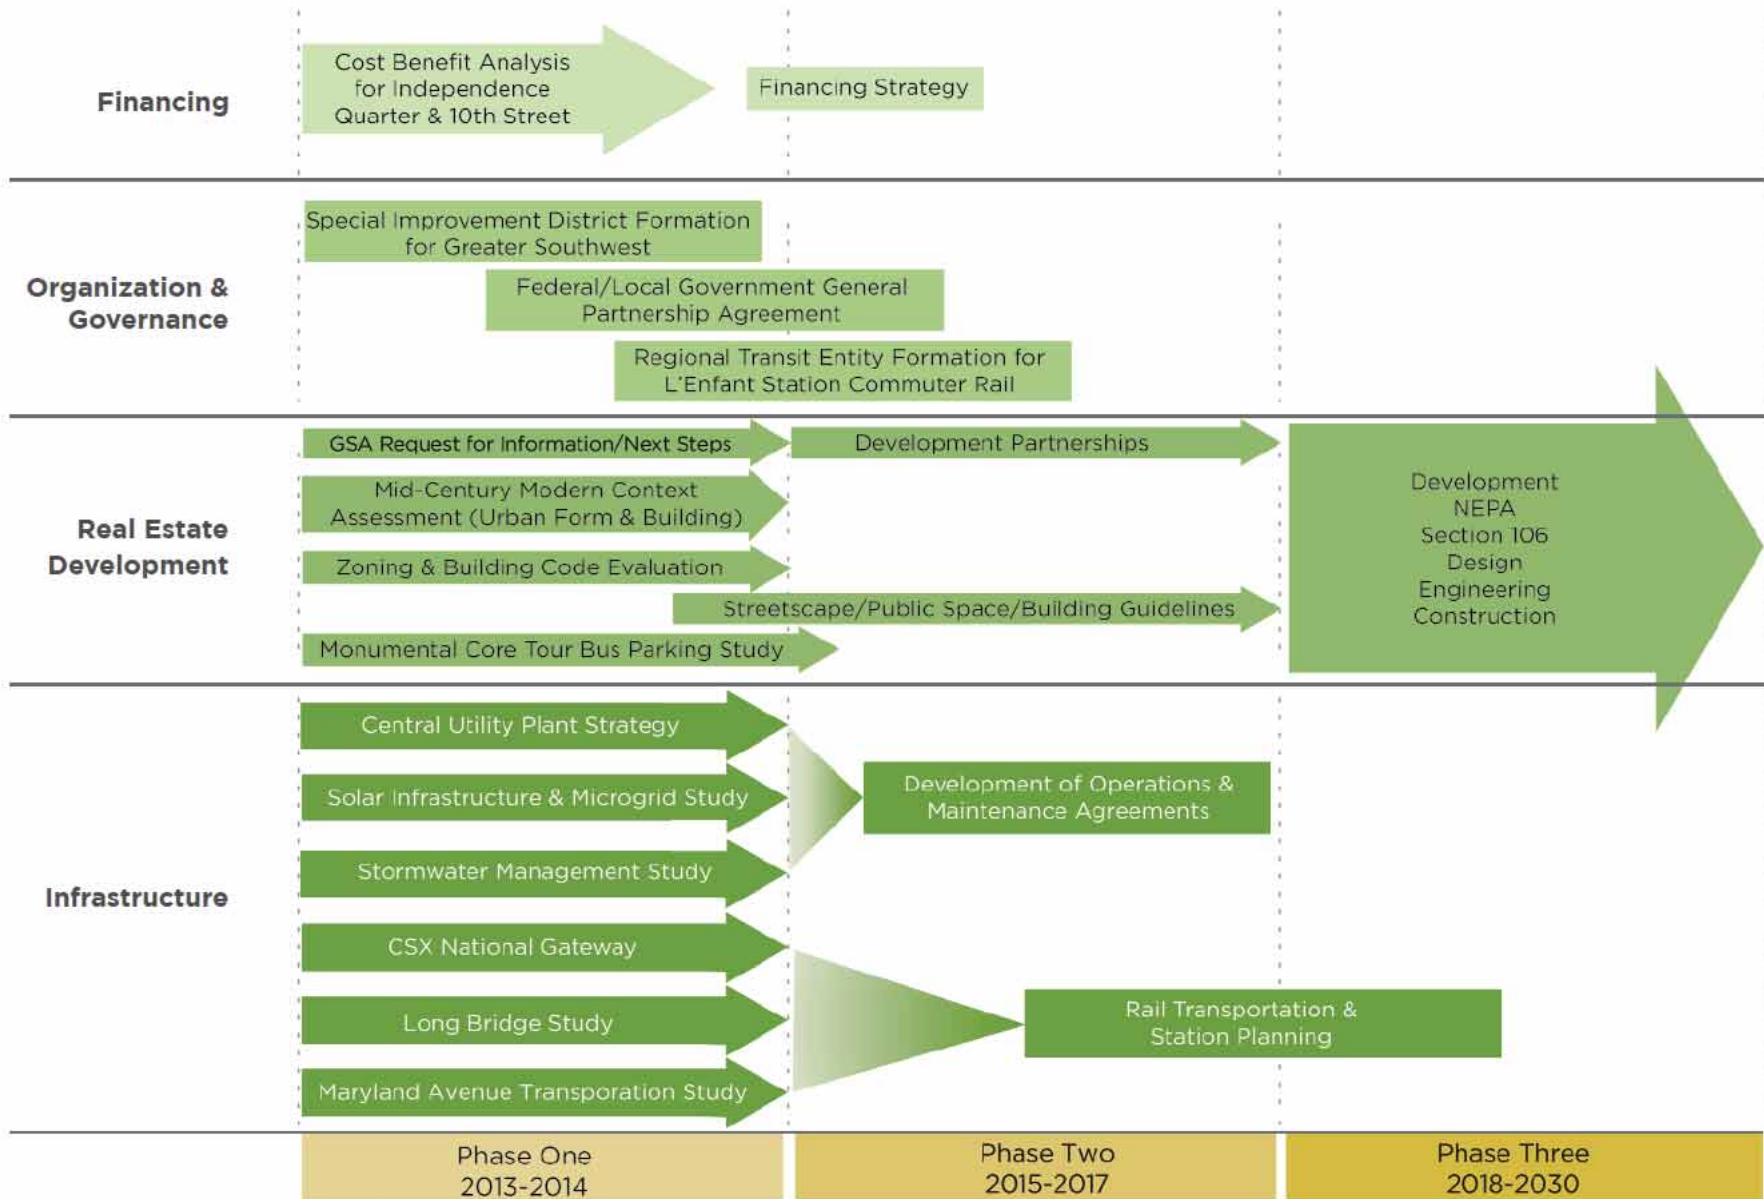 Financing
Cost Benefit Analysis
for Independence
Quarter & 10th Street
Financing Strategy
Organization &
Governance
Special Improvement District Formation
for Greater Southwest
Federal/Local Government General
Partnership Agreement
Regional Transit Entity Formation for
L'Enfant Station Commuter Rail
Real Estate
Development
GSA Request for Information/Next Steps
Development Partnerships
Mid-Century Modern Context
Assessment (Urban Form & Building)
Zoning & Building Code Evaluation
Streetscape/Public Space/Building Guidelines
Monumental Core Tour Bus Parking Study
Development
NEPA
Section 106
Design
Engineering
Construction
Infrastructure
Central Utility Plant Strategy
Solar Infrastructure & Microgrid Study
Stormwater Management Study
Development of Operations &
Maintenance Agreements
CSX National Gateway
Long Bridge Study
Maryland Avenue Transporation Study
Rail Transportation &
Station Planning
Phase One
2013-2014
Phase Two
2015-2017
Phase Three
2018-2030